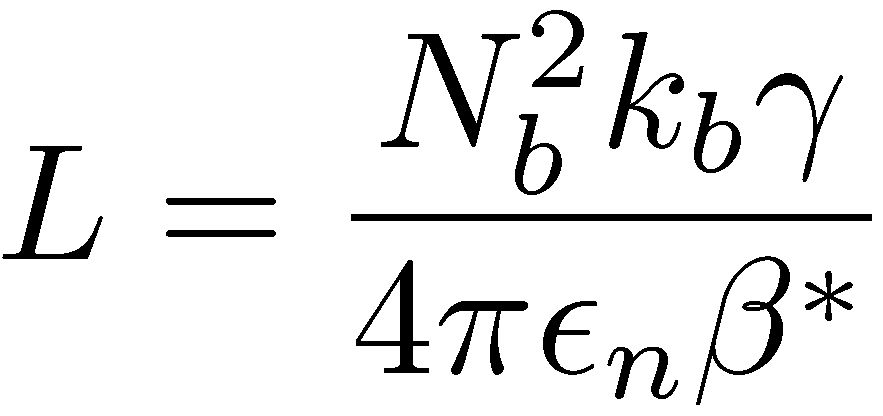 L = \frac{N_b^2 k_b \gamma}{4 \pi \epsilon_n \beta^*}